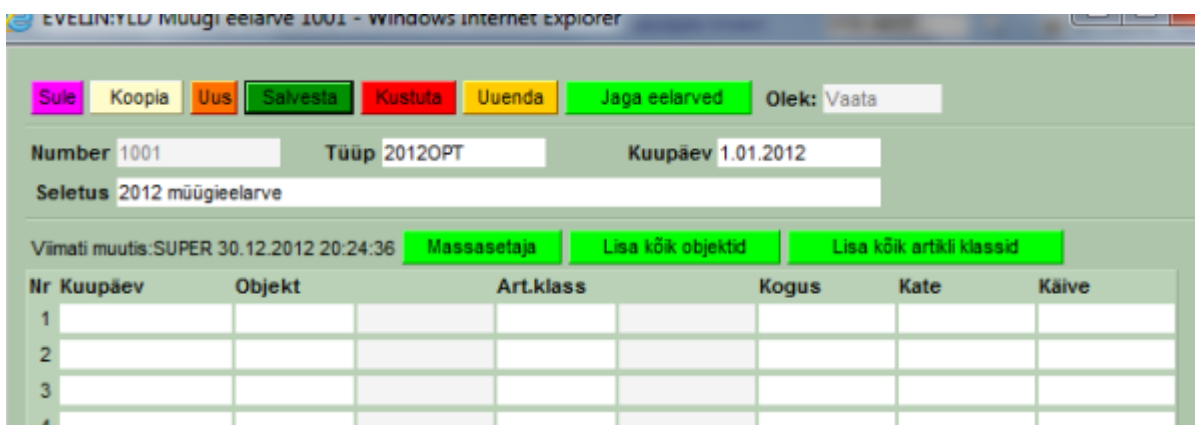 EVELIN:YLD Müügi eelarve 1001 - Windows Internet Explorer
Sule Koopia Uus Salvesta Kustuta Uuenda Jaga eelarved Olek: Vaata
Number 1001 Tüüp 2012OPT Kuupäev 1.01.2012
Seletus 2012 müügieelarve
Viimati muutis:SUPER 30.12.2012 20:24:36 Massasetaja Lisa kõik objektid Lisa kõik artikli klassid
Nr Kuupäev Objekt Art.klass Kogus Kate Käive
1
2
3